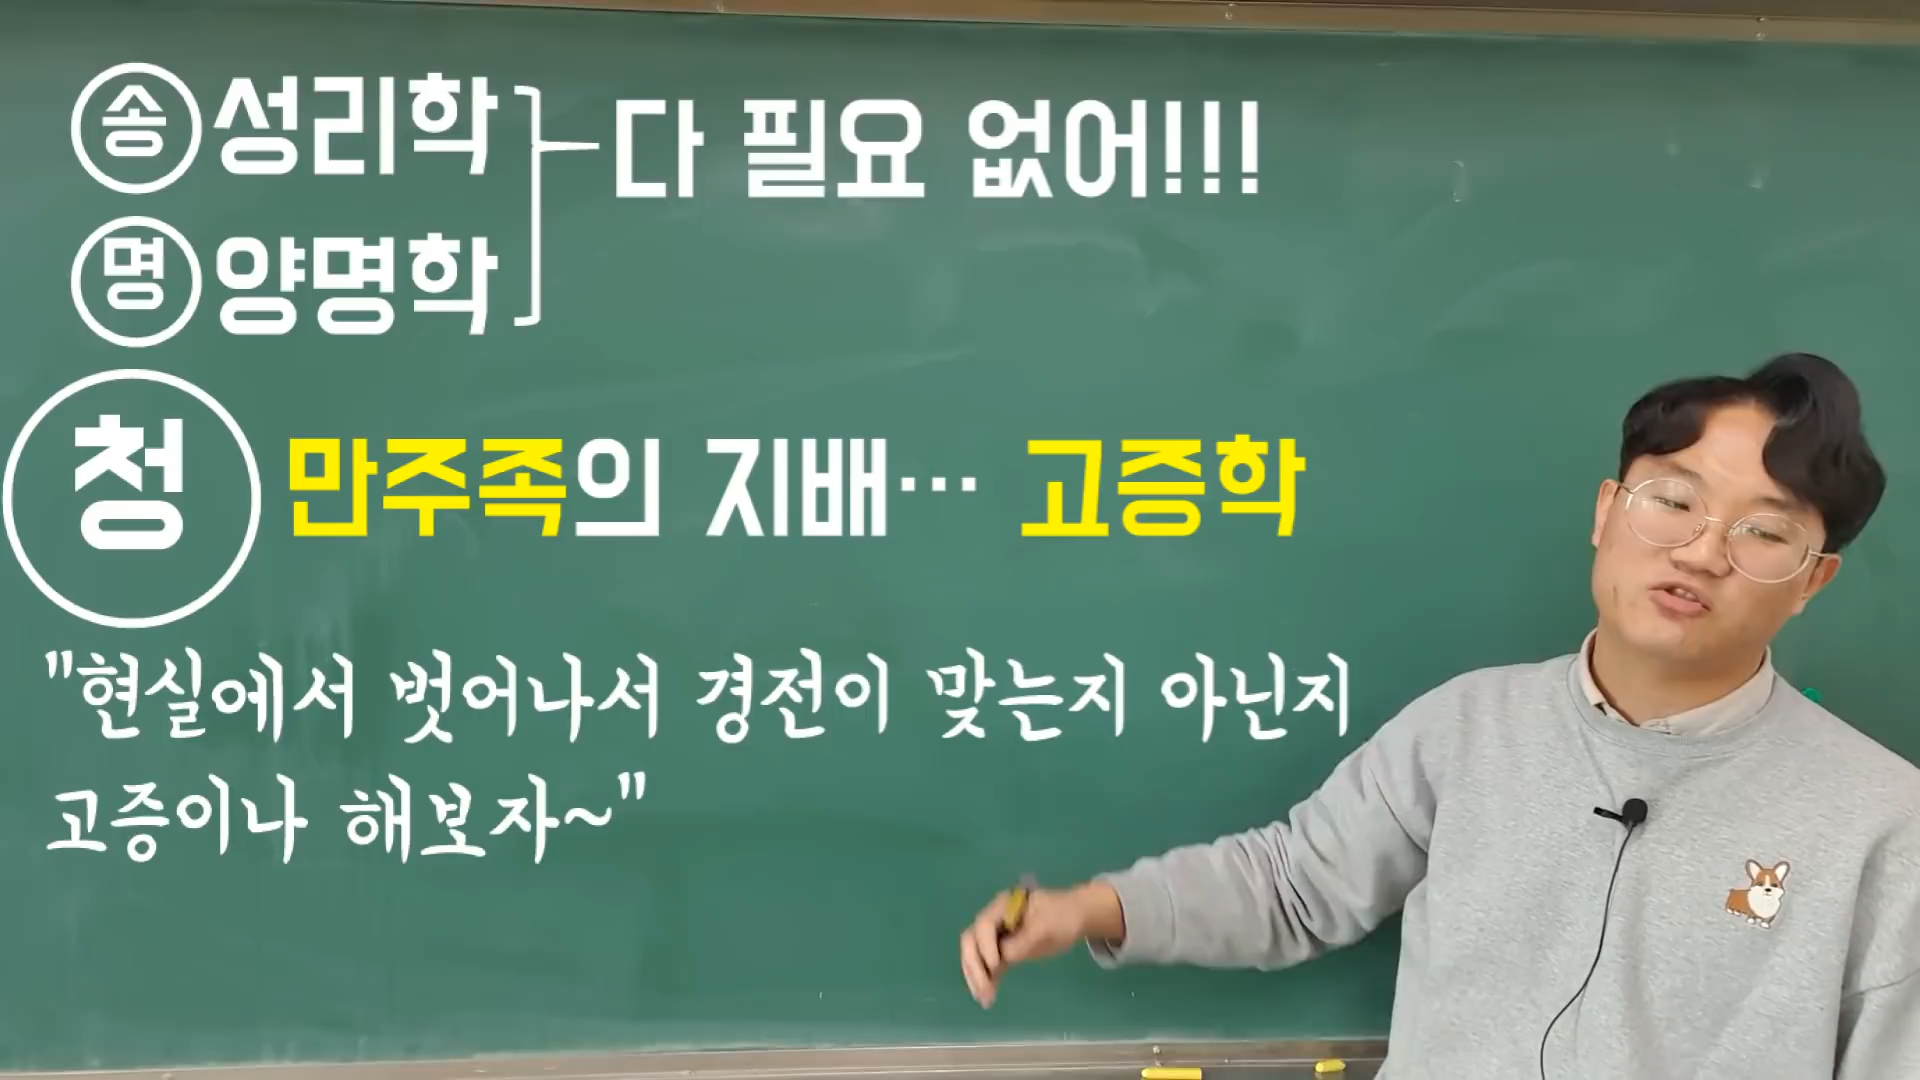 송 성리학
다 필요 없어!!!
명 양명학
청 만주족의 지배… 고증학
"현실에서 벗어나서 경전이 맞는지 아닌지
고증이나 해보자~"